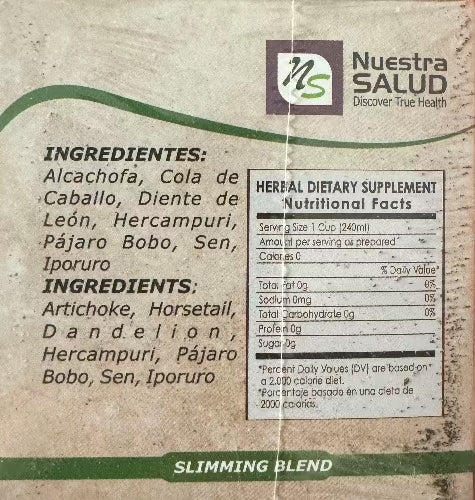 NS
Nuestra
SALUD
Discover True Health
INGREDIENTES:
Alcachofa, Cola de
Caballo, Diente de
León, Hercampuri,
Pájaro Bobo, Sen,
Iporuro
INGREDIENTS:
Artichoke, Horsetail,
Dandelion,
Hercampuri, Pájaro
Bobo, Sen, Iporuro
HERBAL DIETARY SUPPLEMENT
Nutritional Facts
Serving Size 1 Cup (240ml)
Amount per serving as prepared
Calories 0
% Daily Value*
Total Fat 0g 0%
Sodium 0mg 0%
Total Carbohydrate 0g 0%
Protein 0g
Sugar 0g
*Percent Daily Values (DV) are based on
a 2.000 calorie diet.
*Porcentaje basado en una dieta de
2000 calorias.
SLIMMING BLEND